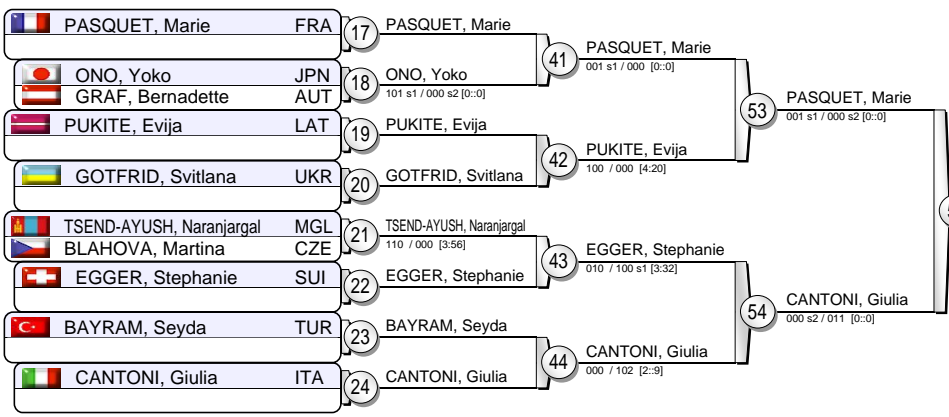 PASQUET, Marie FRA
ONO, Yoko JPN
GRAF, Bernadette AUT
PUKITE, Evija LAT
GOTFRID, Svitlana UKR
TSEND-AYUSH, Naranjargal MGL
BLAHOVA, Martina CZE
EGGER, Stephanie SUI
BAYRAM, Seyda TUR
CANTONI, Giulia ITA
17
18
19
20
21
22
23
24
PASQUET, Marie
ONO, Yoko
101 s1 / 000 s2 [0::0]
PUKITE, Evija
GOTFRID, Svitlana
TSEND-AYUSH, Naranjargal
110 / 000 [3:56]
EGGER, Stephanie
BAYRAM, Seyda
CANTONI, Giulia
41
42
43
44
PASQUET, Marie
001 s1 / 000 [0::0]
PUKITE, Evija
100 / 000 [4:20]
EGGER, Stephanie
010 / 100 s1 [3:32]
CANTONI, Giulia
000 / 102 [2::9]
53
54
PASQUET, Marie
001 s1 / 000 s2 [0::0]
CANTONI, Giulia
000 s2 / 011 [0::0]